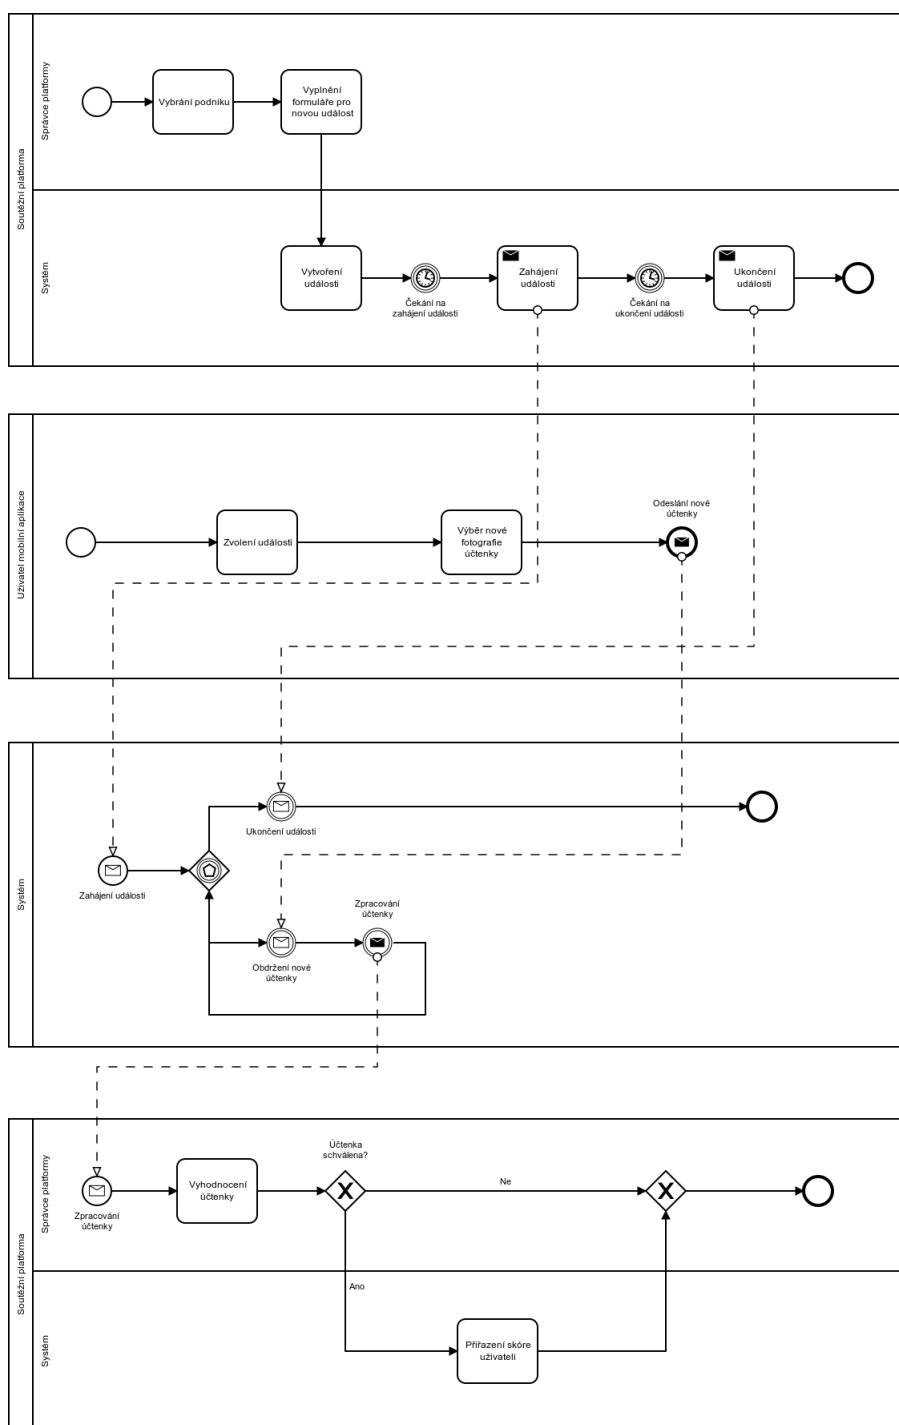 Soutěžní platforma
Správce platformy
Vybrání podniku
Vyplnění
formuláře pro
novou událost
Systém
Vytvoření
události
Čekání na
zahájení události
Zahájení
události
Čekání na
ukončení události
Ukončení
události
Uživatel mobilní aplikace
Zvolení události
Výběr nové
fotografie
účtenky
Odeslání nové
účtenky
Systém
Zahájení události
Ukončení události
Obdržení nové
účtenky
Zpracování
účtenky
Soutěžní platforma
Správce platformy
Zpracování
účtenky
Vyhodnocení
účtenky
Účtenka
schválena?
Ne
Ano
Systém
Přiřazení skóre
uživateli